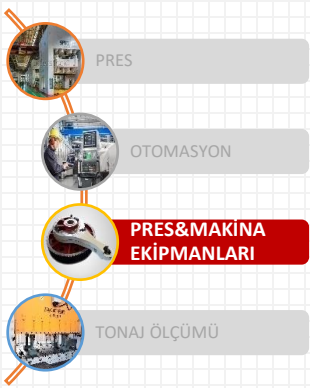 PRES
OTOMASYON
PRES&MAKİNA
EKİPMANLARI
TONAJ ÖLÇÜMÜ